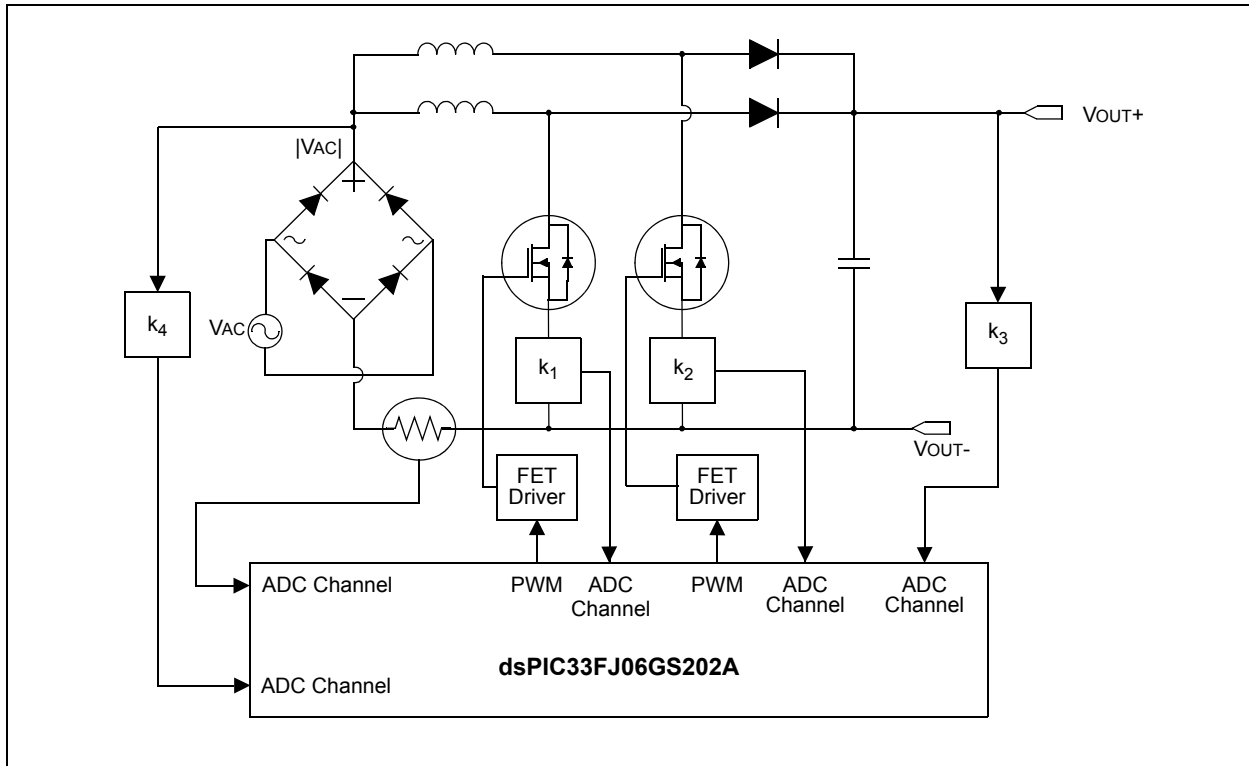 VOUT+
|VAC|
+
k4
VAC
−
k1
k2
k3
VOUT-
FET
Driver
FET
Driver
ADC Channel
PWM
ADC
Channel
PWM
ADC
Channel
ADC
Channel
dsPIC33FJ06GS202A
ADC Channel